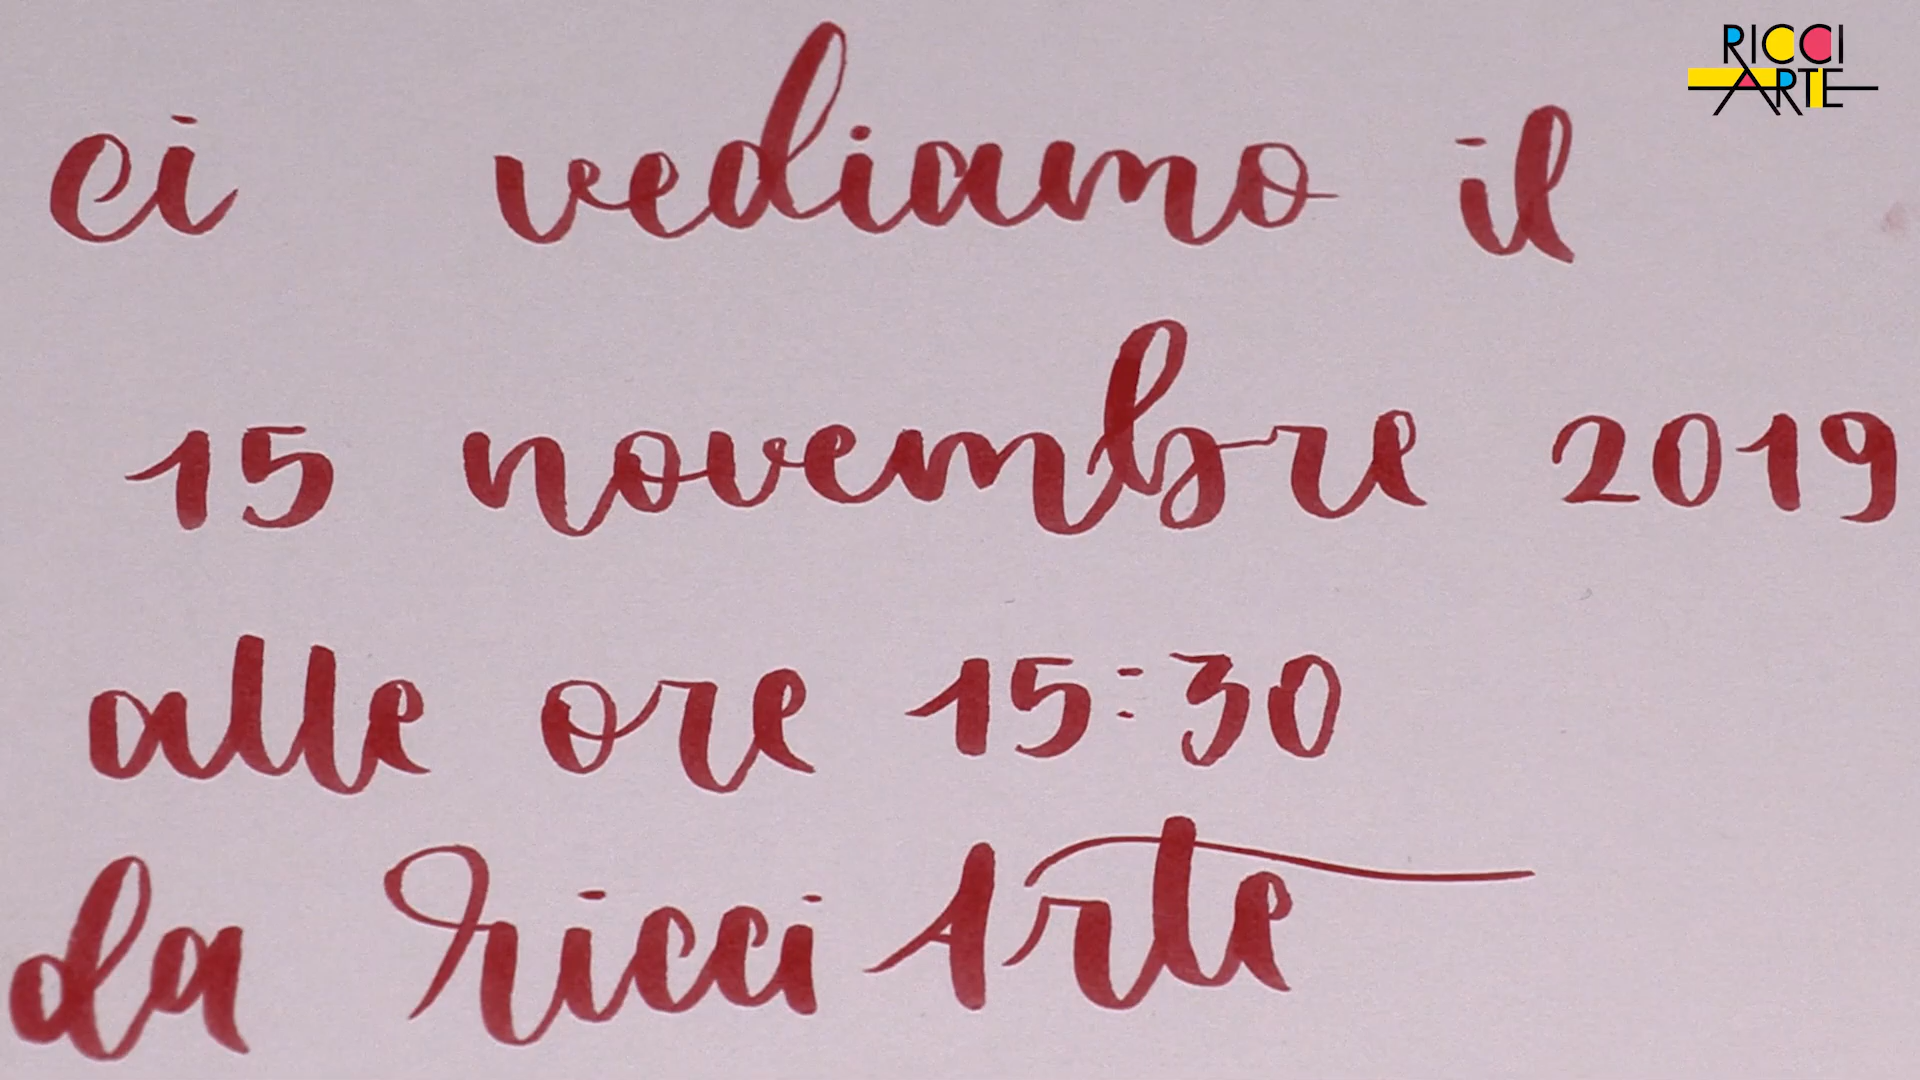 RICCI
ARTE
ci vediamo il
15 novembre 2019
alle ore 15:30
da Ricci Arte